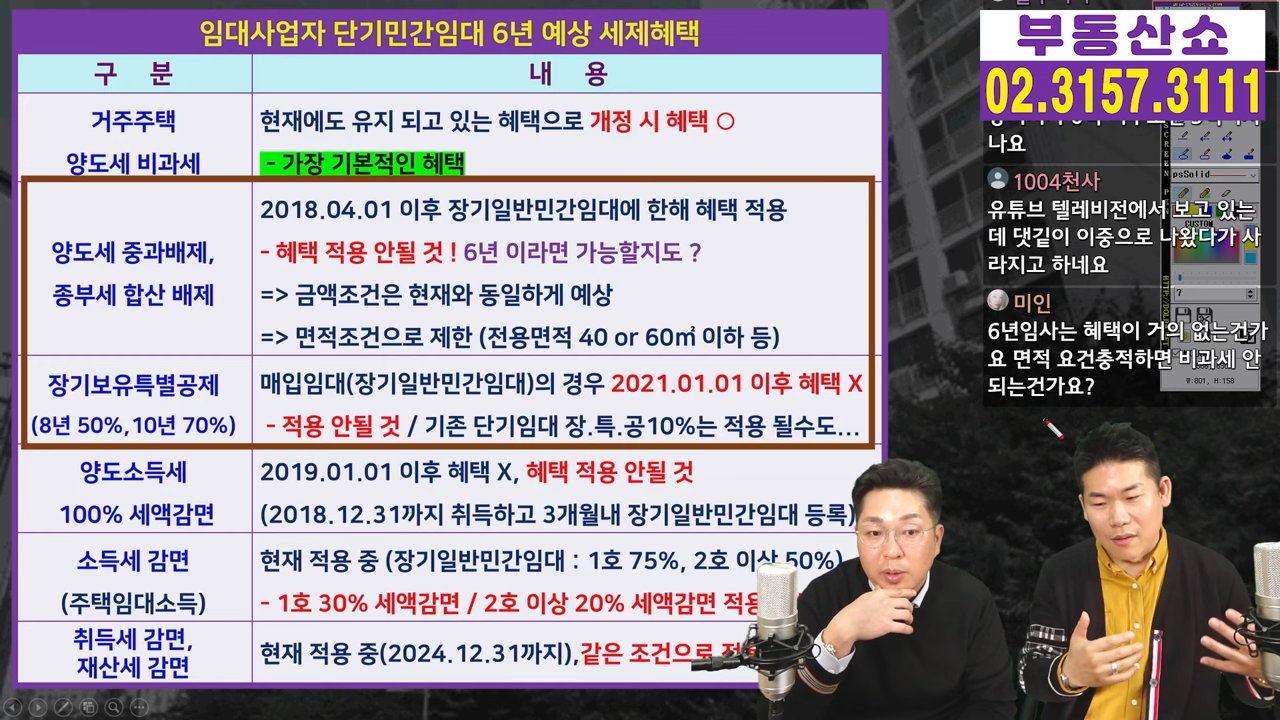 임대사업자 단기민간임대 6년 예상 세제혜택
구 분
내 용
거주주택
양도세 비과세
현재에도 유지 되고 있는 혜택으로 개정 시 혜택 ○
- 가장 기본적인 혜택
양도세 중과배제,
종부세 합산 배제
2018.04.01 이후 장기일반민간임대에 한해 혜택 적용
- 혜택 적용 안될 것 ! 6년 이라면 가능할지도 ?
=> 금액조건은 현재와 동일하게 예상
=> 면적조건으로 제한 (전용면적 40 or 60㎡ 이하 등)
장기보유특별공제
(8년 50%,10년 70%)
매입임대(장기일반민간임대)의 경우 2021.01.01 이후 혜택 X
- 적용 안될 것 / 기존 단기임대 장.특.공10%는 적용 될수도...
양도소득세
100% 세액감면
2019.01.01 이후 혜택 X, 혜택 적용 안될 것
(2018.12.31까지 취득하고 3개월내 장기일반민간임대 등록)
소득세 감면
(주택임대소득)
현재 적용 중 (장기일반민간임대 : 1호 75%, 2호 이상 50%)
- 1호 30% 세액감면 / 2호 이상 20% 세액감면
취득세 감면,
재산세 감면
현재 적용 중(2024.12.31까지),같은 조건으로
부동산쇼
02.3157.3111
나요
1004천사
유튜브 텔레비전에서 보고 있는
데 댓긑이 이중으로 나왔다가 사
라지고 하네요
미인
6년임사는 혜택이 거의 없는건가
요 면적 요건충적하면 비과세 안
되는건가요?
psSolid
CUSTOM
7
W:801, H:158